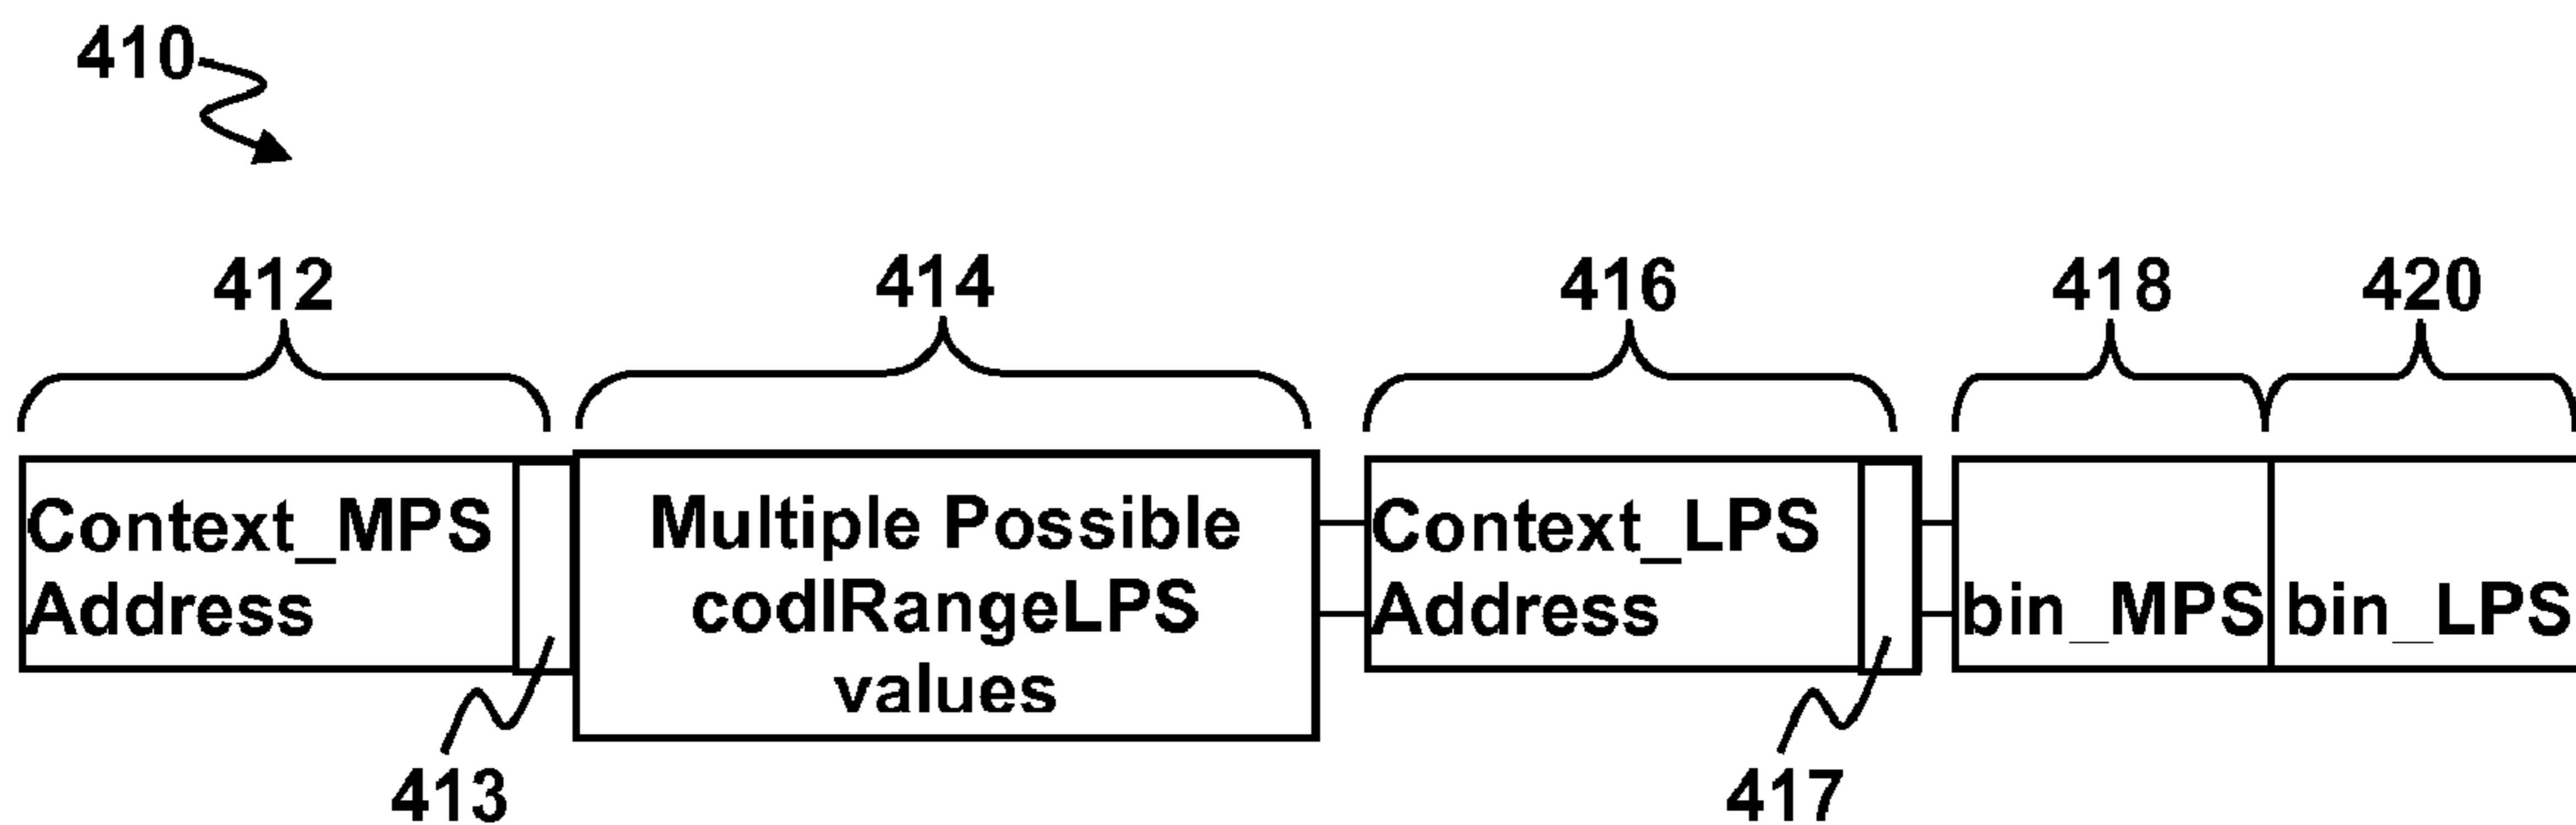 410
412
414
416
418
420
Context_MPS
Address
Multiple Possible
codIRangeLPS
values
Context_LPS
Address
bin_MPS
bin_LPS
413
417